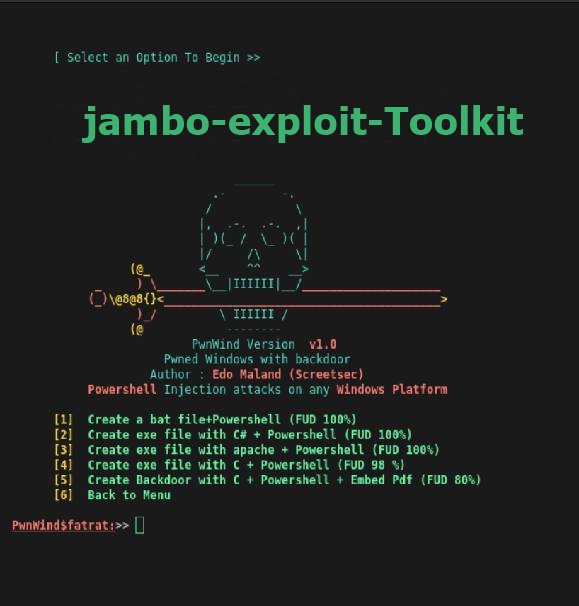 [ Select an Option To Begin >>
jambo-exploit-Toolkit
PwnWind Version v1.0
Pwned Windows with backdoor
Author : Edo Maland (Screetsec)
Powershell Injection attacks on any Windows Platform
[1] Create a bat file+Powershell (FUD 100%)
[2] Create exe file with C# + Powershell (FUD 100%)
[3] Create exe file with apache + Powershell (FUD 100%)
[4] Create exe file with C + Powershell (FUD 98 %)
[5] Create Backdoor with C + Powershell + Embed Pdf (FUD 80%)
[6] Back to Menu
PwnWind$fatrat:>>